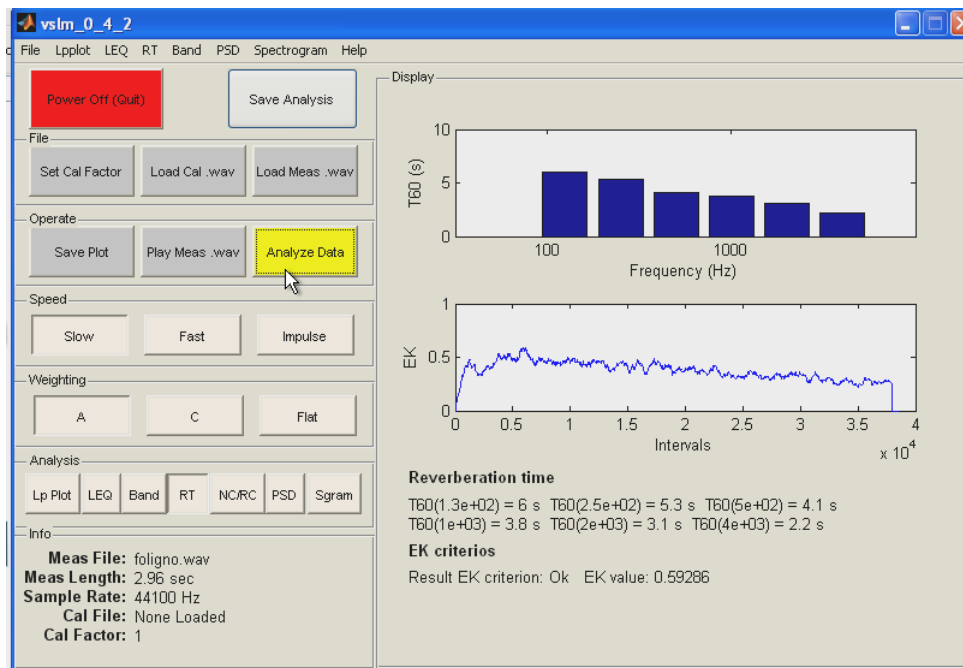 vslm_0_4_2
File Lpplot LEQ RT Band PSD Spectrogram Help
Power Off (Quit)
Save Analysis
File
Set Cal Factor
Load Cal .wav
Load Meas .wav
Operate
Save Plot
Play Meas .wav
Analyze Data
Speed
Slow
Fast
Impulse
Weighting
A
C
Flat
Analysis
Lp Plot
LEQ
Band
RT
NC/RC
PSD
Sgram
Info
Meas File: foligno.wav
Meas Length: 2.96 sec
Sample Rate: 44100 Hz
Cal File: None Loaded
Cal Factor: 1
Display
T60 (s)
10
5
0
100 1000
Frequency (Hz)
EK
1
0.5
0
0 0.5 1 1.5 2 2.5 3 3.5 4
Intervals
x 10^4
Reverberation time
T60(1.3e+02) = 6 s T60(2.5e+02) = 5.3 s T60(5e+02) = 4.1 s
T60(1e+03) = 3.8 s T60(2e+03) = 3.1 s T60(4e+03) = 2.2 s
EK criterios
Result EK criterion: Ok EK value: 0.59286